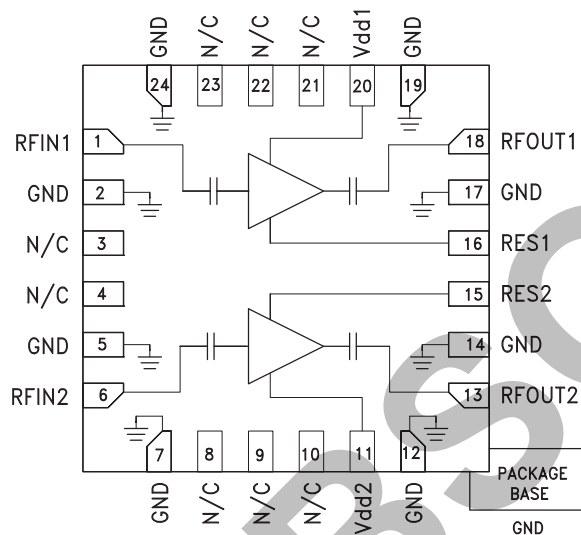 GND N/C N/C N/C Vdd1 GND
24 23 22 21 20 19
RFIN1 1 18 RFOUT1
GND 2 17 GND
N/C 3 16 RES1
N/C 4 15 RES2
GND 5 14 GND
RFIN2 6 13 RFOUT2
7 8 9 10 11 12
GND N/C N/C N/C Vdd2 GND
PACKAGE
BASE
GND
BSO